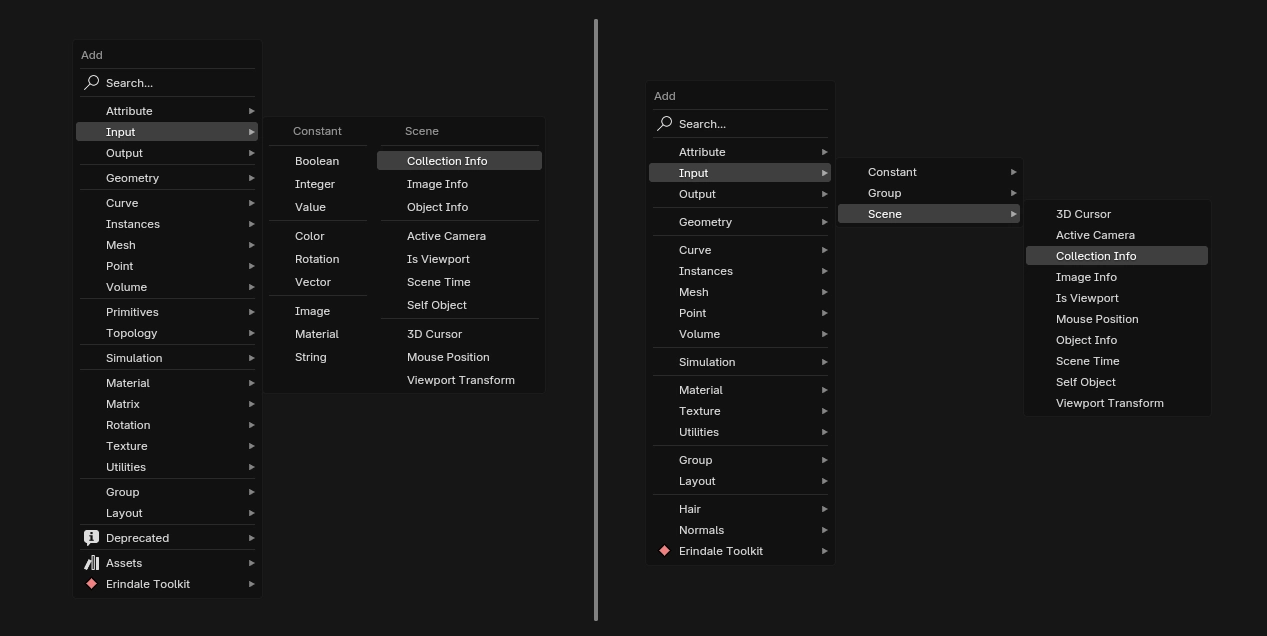 Add
Search...
Attribute
Input
Output
Geometry
Curve
Instances
Mesh
Point
Volume
Primitives
Topology
Simulation
Material
Matrix
Rotation
Texture
Utilities
Group
Layout
Deprecated
Assets
Erindale Toolkit
Constant
Boolean
Integer
Value
Color
Rotation
Vector
Image
Material
String
Scene
Collection Info
Image Info
Object Info
Active Camera
Is Viewport
Scene Time
Self Object
3D Cursor
Mouse Position
Viewport Transform
Add
Search...
Attribute
Input
Output
Geometry
Curve
Instances
Mesh
Point
Volume
Simulation
Material
Texture
Utilities
Group
Layout
Hair
Normals
Erindale Toolkit
Constant
Group
Scene
3D Cursor
Active Camera
Collection Info
Image Info
Is Viewport
Mouse Position
Object Info
Scene Time
Self Object
Viewport Transform